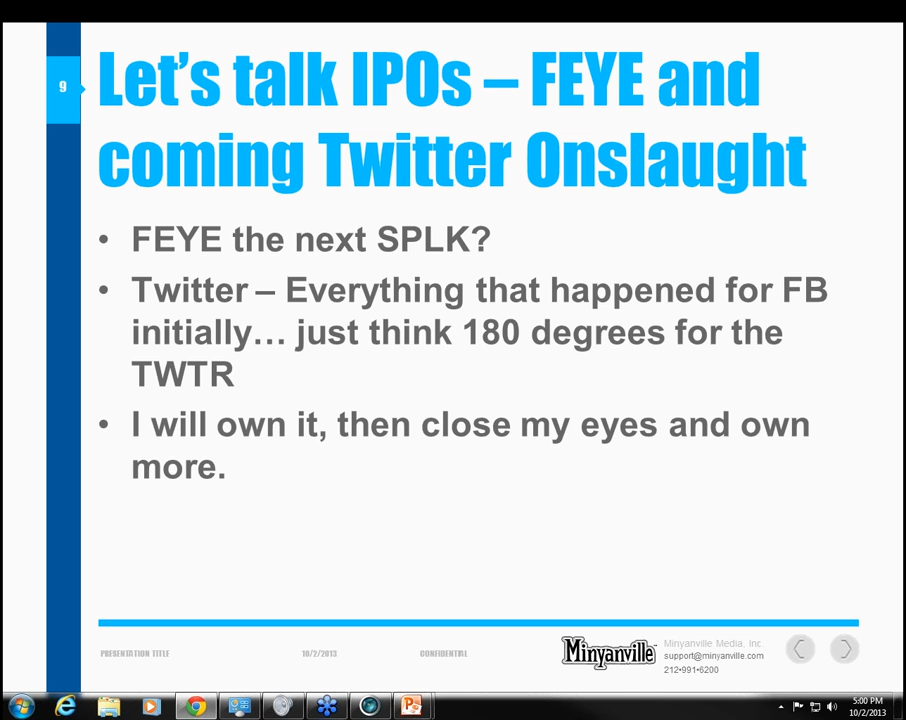 9
Let's talk IPOs – FEYE and
coming Twitter Onslaught
• FEYE the next SPLK?
• Twitter – Everything that happened for FB
initially… just think 180 degrees for the
TWTR
• I will own it, then close my eyes and own
more.
PRESENTATION TITLE
10/2/2013
CONFIDENTIAL
Minyanville
Minyanville Media, Inc.
support@minyanville.com
212•991•6200
5:00 PM
10/2/2013